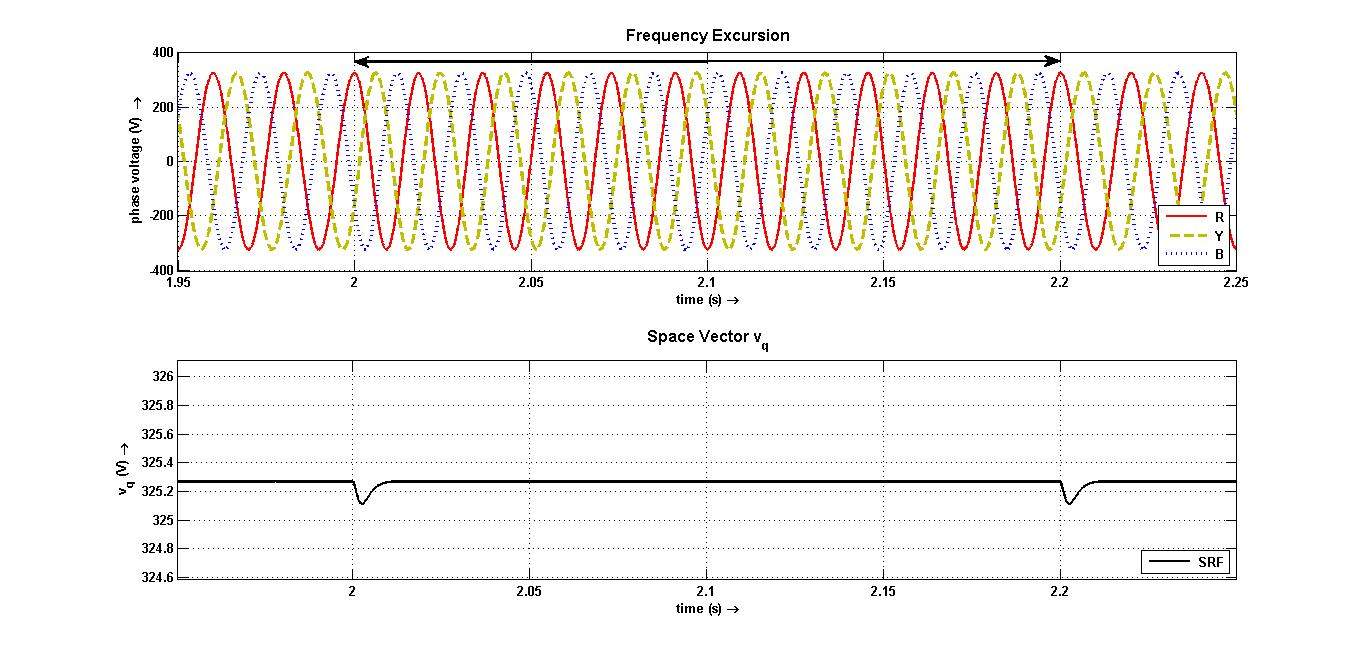 Frequency Excursion
phase voltage (V) →
400
200
0
-200
-400
1.95
2
2.05
2.1
2.15
2.2
2.25
time (s) →
R
Y
B
Space Vector v_q
v_q (V) →
326
325.8
325.6
325.4
325.2
325
324.8
324.6
2
2.05
2.1
2.15
2.2
time (s) →
SRF